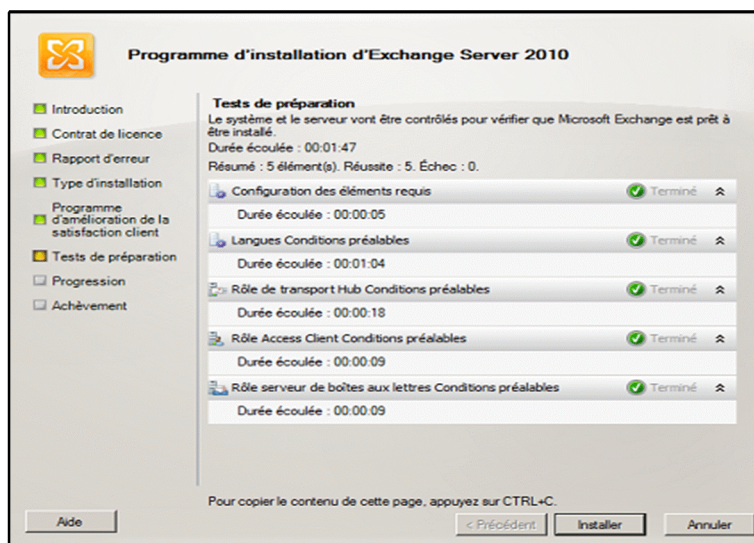 Programme d'installation d'Exchange Server 2010
Introduction
Contrat de licence
Rapport d'erreur
Type d'installation
Programme
d'amélioration de la
satisfaction client
Tests de préparation
Progression
Achèvement
Tests de préparation
Le système et le serveur vont être contrôlés pour vérifier que Microsoft Exchange est prêt à
être installé.
Durée écoulée : 00:01:47
Résumé : 5 élément(s). Réussite : 5. Échec : 0.
Configuration des éléments requis Terminé
Durée écoulée : 00:00:05
Langues Conditions préalables Terminé
Durée écoulée : 00:01:04
Rôle de transport Hub Conditions préalables Terminé
Durée écoulée : 00:00:18
Rôle Access Client Conditions préalables Terminé
Durée écoulée : 00:00:09
Rôle serveur de boîtes aux lettres Conditions préalables Terminé
Durée écoulée : 00:00:09
Pour copier le contenu de cette page, appuyez sur CTRL+C.
Aide < Précédent Installer Annuler